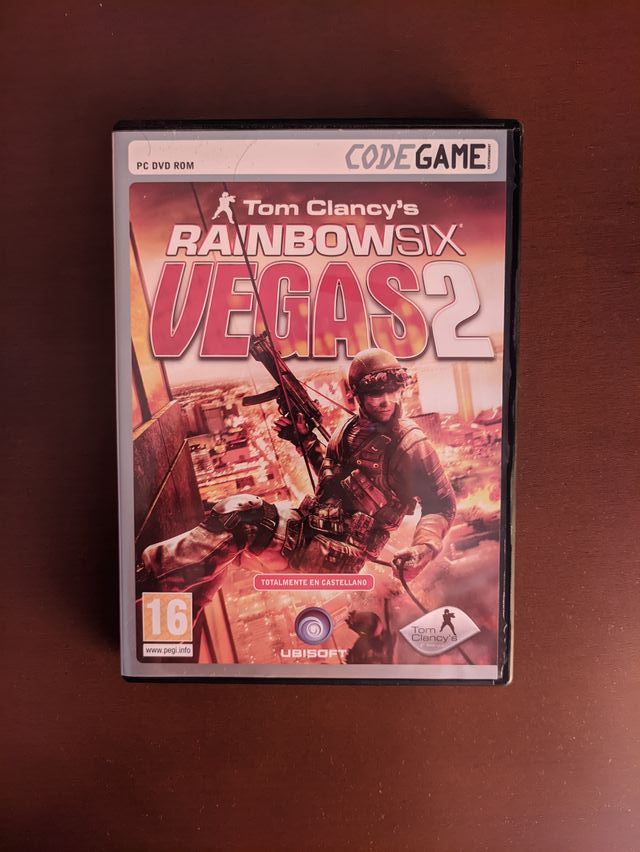 PC DVD ROM
CODEGAME
Tom Clancy's
RAINBOWSIX
VEGAS2
TOTALMENTE EN CASTELLANO
16
www.pegi.info
UBISOFT
Tom
Clancy's